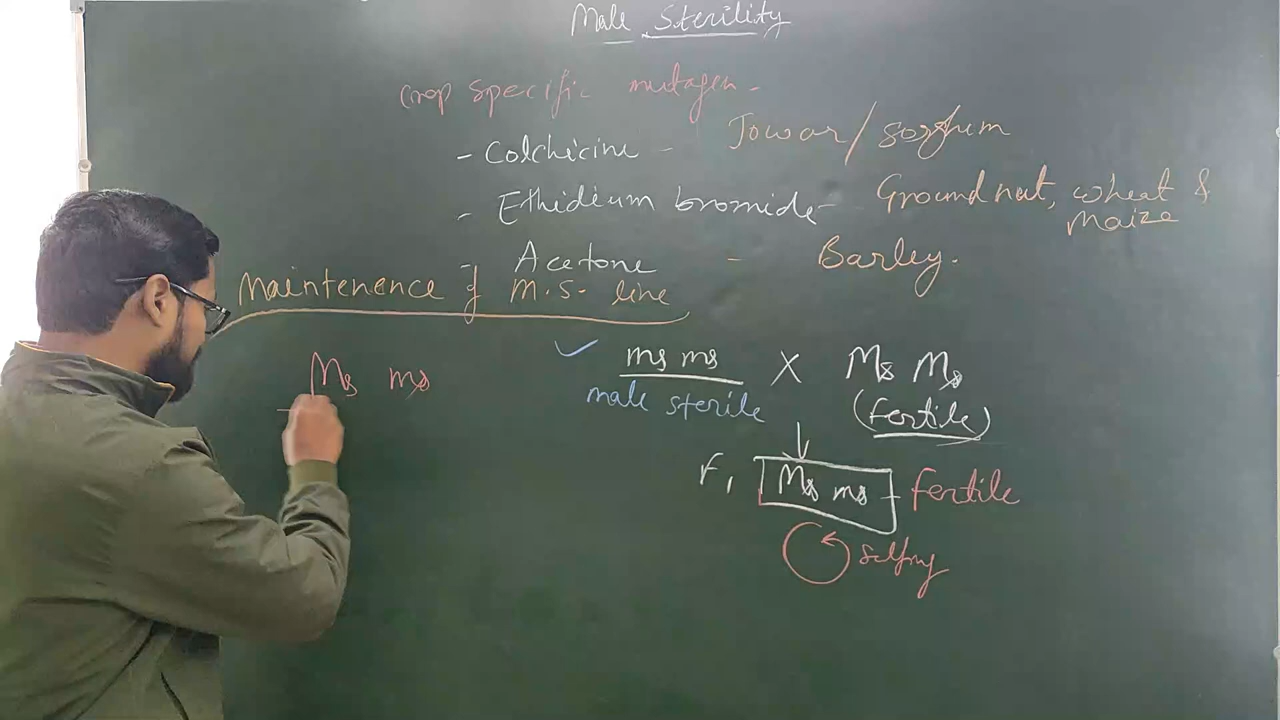 Male Sterility
Crop specific mutagen -
- Colchicine - Jowar / sorghum
- Ethidium bromide - Groundnut, wheat &
Maize
- Acetone - Barley.
Maintenence of M.S. line
Ms ms
✓ ms ms X Ms Ms
male sterile (fertile)
F1 Ms ms - fertile
selfing